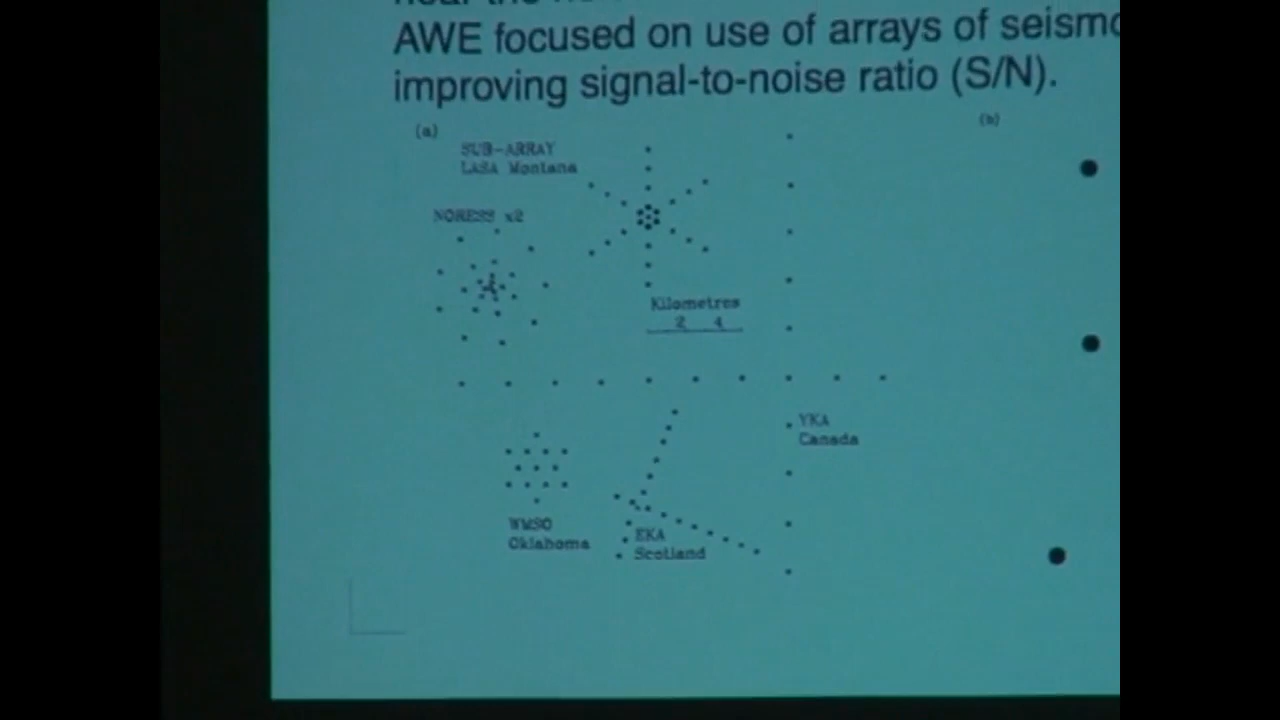 AWE focused on use of arrays of seismo
improving signal-to-noise ratio (S/N).
(a)
(b)
SUB-ARRAY
LASA Montana
NORESS x2
Kilometres
2 4
YKA
Canada
WMSO
Oklahoma
EKA
Scotland